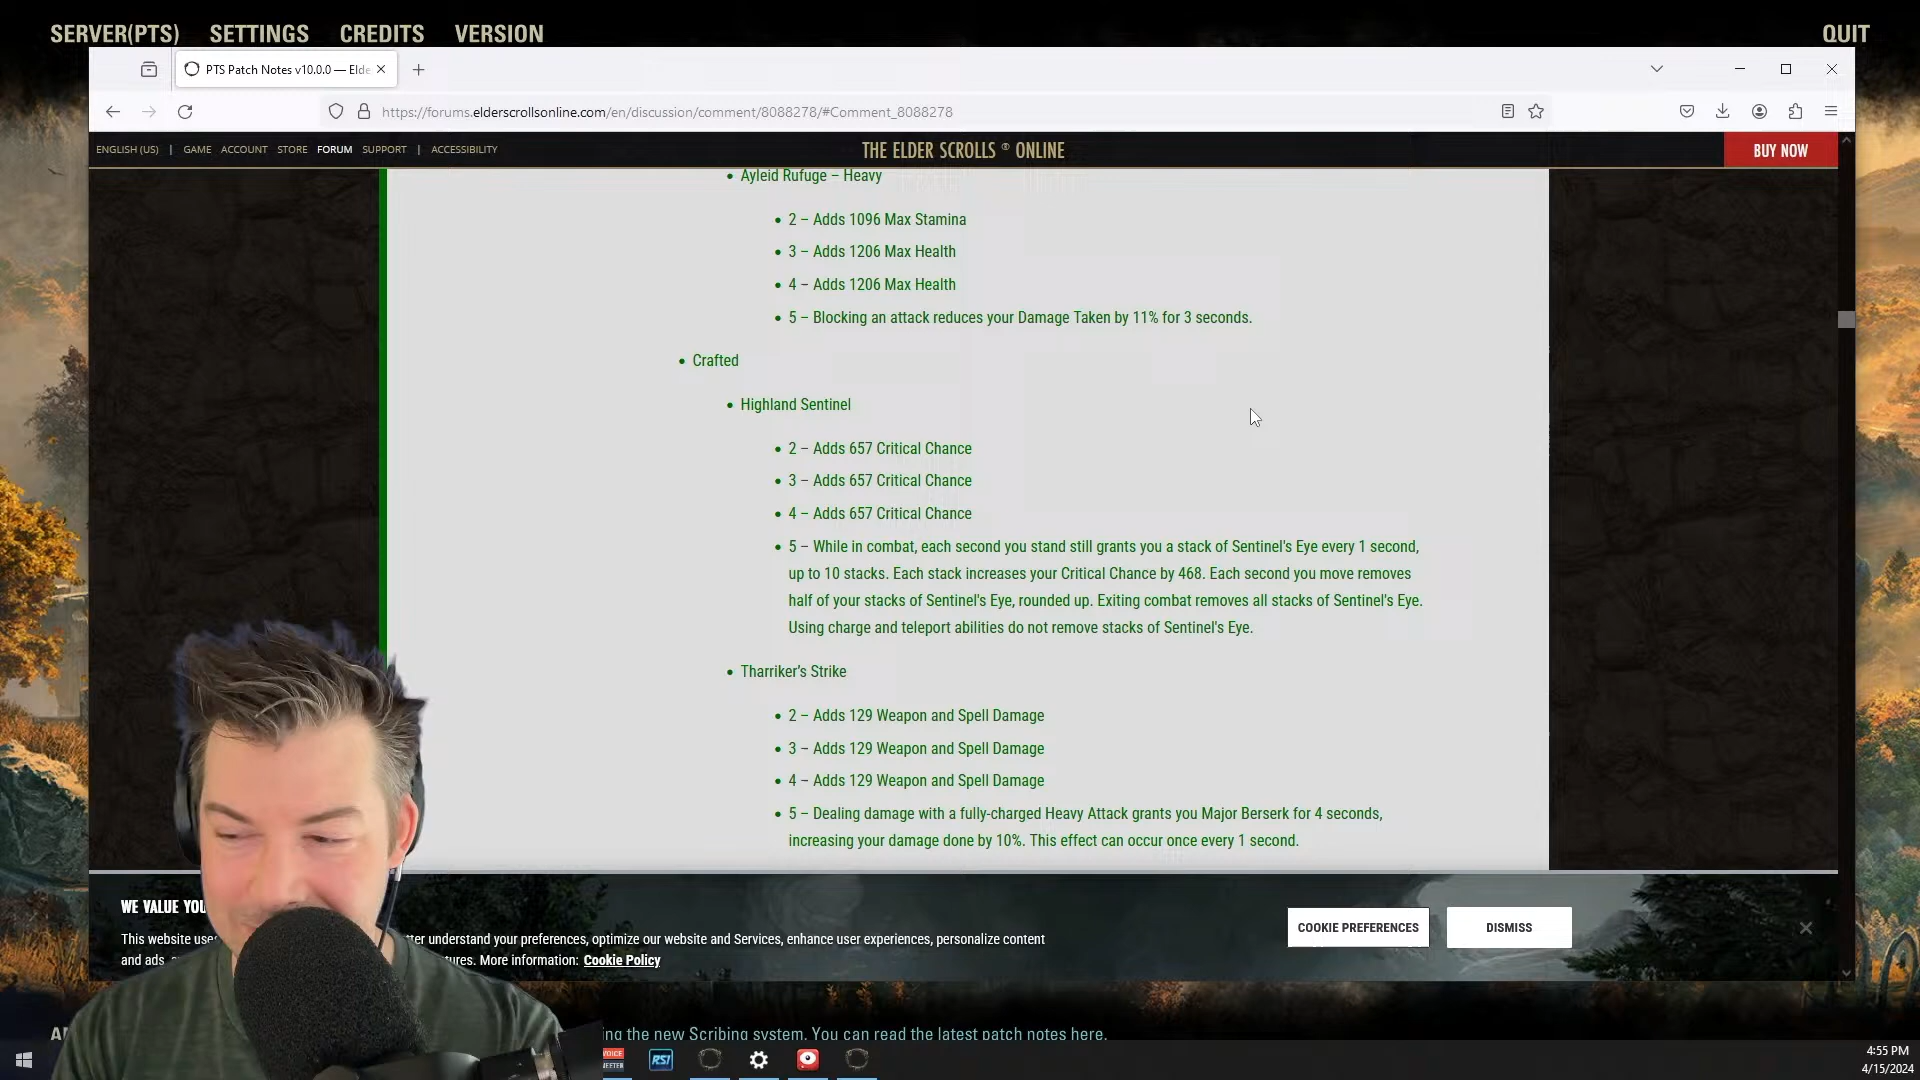 SERVER(PTS) SETTINGS CREDITS VERSION QUIT
PTS Patch Notes v10.0.0 — Elde
https://forums.elderscrollsonline.com/en/discussion/comment/8088278/#Comment_8088278
ENGLISH (US) | GAME ACCOUNT STORE FORUM SUPPORT | ACCESSIBILITY
THE ELDER SCROLLS ® ONLINE
BUY NOW
• Ayleid Rufuge – Heavy
• 2 – Adds 1096 Max Stamina
• 3 – Adds 1206 Max Health
• 4 – Adds 1206 Max Health
• 5 – Blocking an attack reduces your Damage Taken by 11% for 3 seconds.
• Crafted
• Highland Sentinel
• 2 – Adds 657 Critical Chance
• 3 – Adds 657 Critical Chance
• 4 – Adds 657 Critical Chance
• 5 – While in combat, each second you stand still grants you a stack of Sentinel's Eye every 1 second,
up to 10 stacks. Each stack increases your Critical Chance by 468. Each second you move removes
half of your stacks of Sentinel's Eye, rounded up. Exiting combat removes all stacks of Sentinel's Eye.
Using charge and teleport abilities do not remove stacks of Sentinel's Eye.
• Tharriker’s Strike
• 2 – Adds 129 Weapon and Spell Damage
• 3 – Adds 129 Weapon and Spell Damage
• 4 – Adds 129 Weapon and Spell Damage
• 5 – Dealing damage with a fully-charged Heavy Attack grants you Major Berserk for 4 seconds,
increasing your damage done by 10%. This effect can occur once every 1 second.
WE VALUE YOU
This website use
understand your preferences, optimize our website and Services, enhance user experiences, personalize content
and ads
More information: Cookie Policy
COOKIE PREFERENCES
DISMISS
the new Scribing system. You can read the latest patch notes here.
VOICE
MEETER
RSI
4:55 PM
4/15/2024